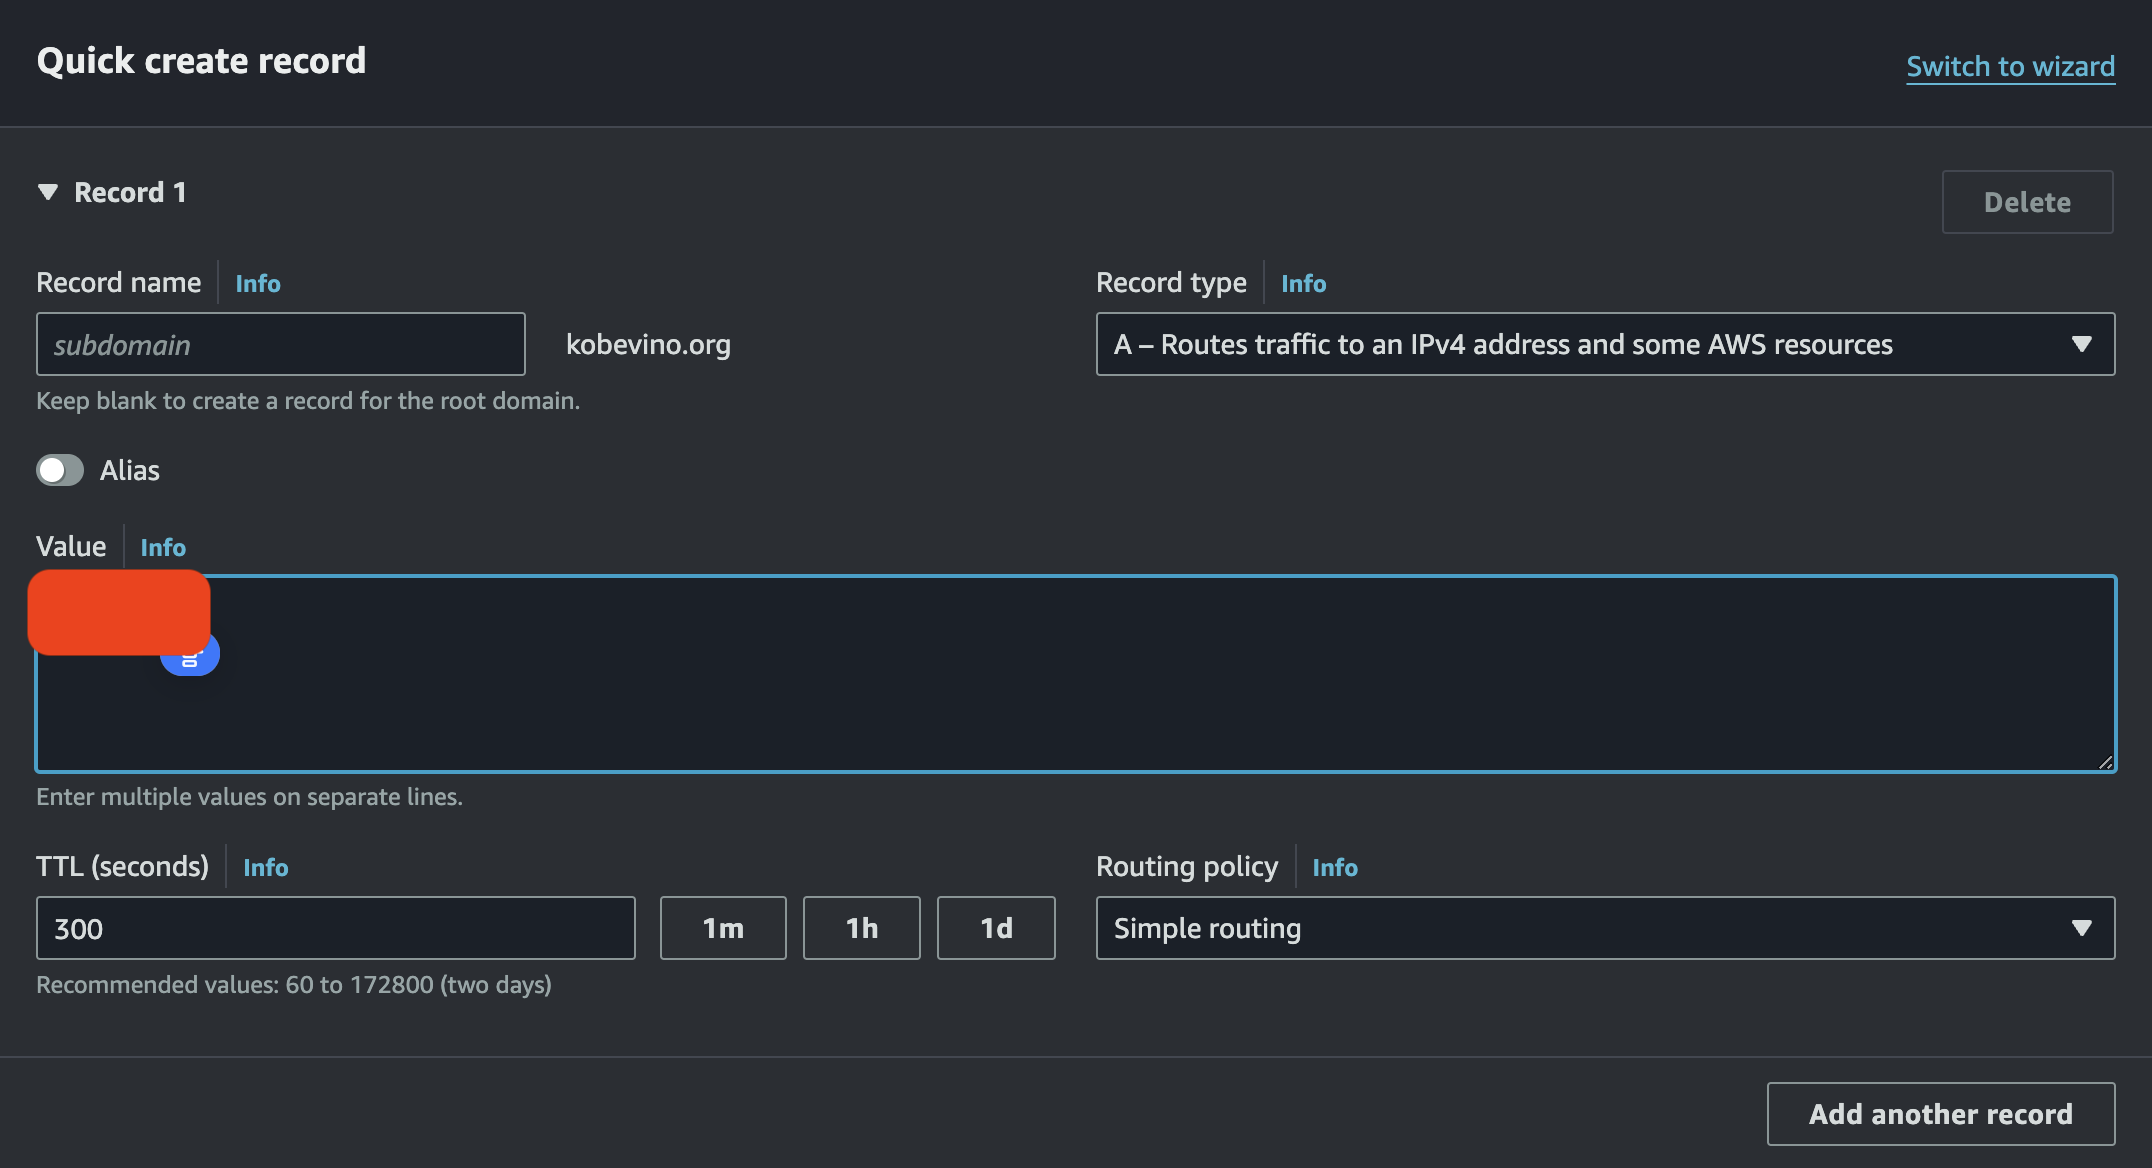 Quick create record
Switch to wizard
Record 1
Delete
Record name Info
Record type Info
subdomain
kobevino.org
A – Routes traffic to an IPv4 address and some AWS resources
Keep blank to create a record for the root domain.
Alias
Value Info
Enter multiple values on separate lines.
TTL (seconds) Info
Routing policy Info
300
1m
1h
1d
Simple routing
Recommended values: 60 to 172800 (two days)
Add another record